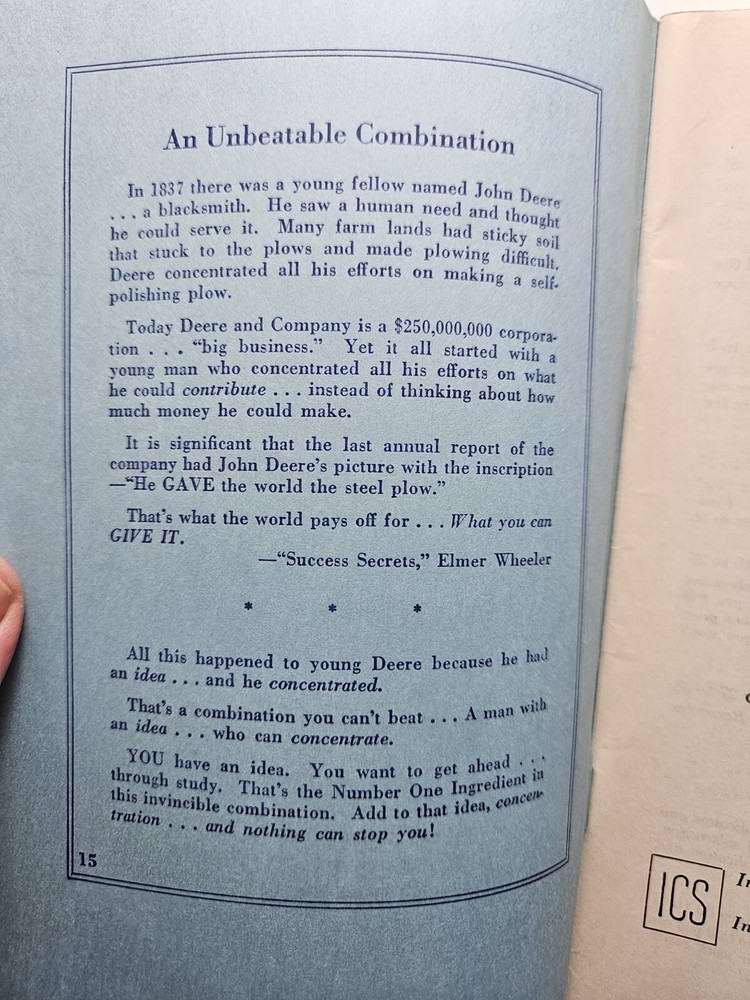 An Unbeatable Combination
In 1837 there was a young fellow named John Deere
. . . a blacksmith. He saw a human need and thought
he could serve it. Many farm lands had sticky soil
that stuck to the plows and made plowing difficult.
Deere concentrated all his efforts on making a self-
polishing plow.
Today Deere and Company is a $250,000,000 corpora-
tion . . . “big business.” Yet it all started with a
young man who concentrated all his efforts on what
he could contribute . . . instead of thinking about how
much money he could make.
It is significant that the last annual report of the
company had John Deere’s picture with the inscription
—“He GAVE the world the steel plow.”
That’s what the world pays off for . . . What you can
GIVE IT.
—“Success Secrets,” Elmer Wheeler
* * *
All this happened to young Deere because he had
an idea . . . and he concentrated.
That’s a combination you can’t beat . . . A man with
an idea . . . who can concentrate.
YOU have an idea. You want to get ahead . . .
through study. That’s the Number One Ingredient in
this invincible combination. Add to that idea, concen-
tration . . . and nothing can stop you!
15
ICS